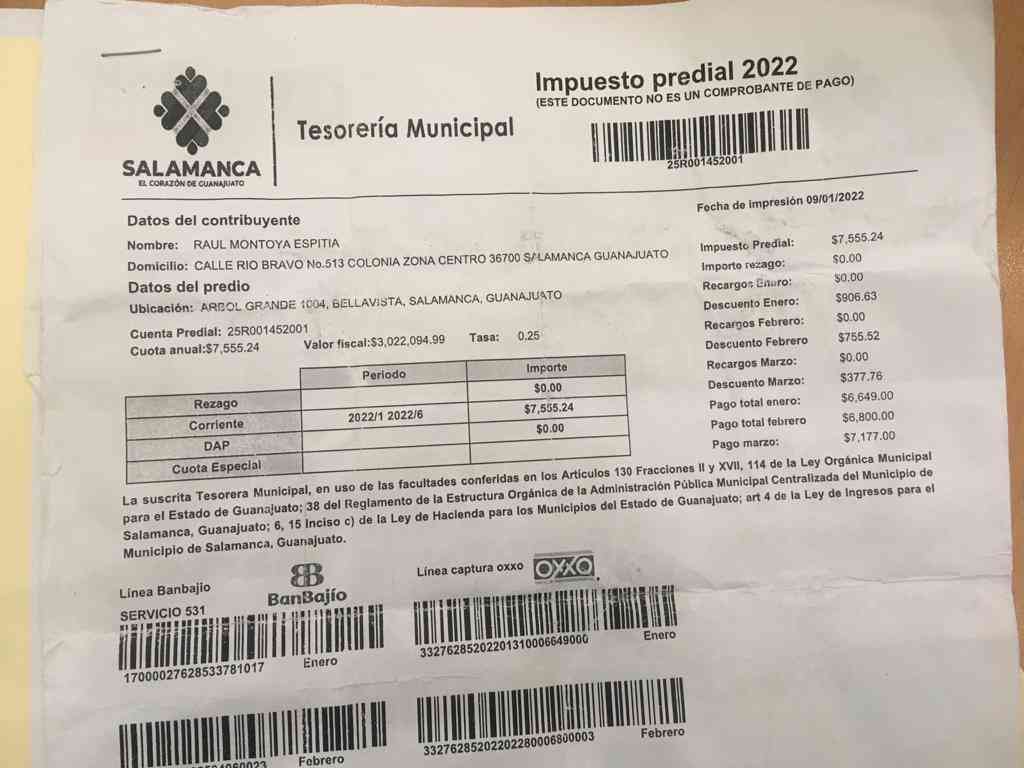 Impuesto predial 2022
(ESTE DOCUMENTO NO ES UN COMPROBANTE DE PAGO)
25R001452001
Tesorería Municipal
SALAMANCA
EL CORAZÓN DE GUANAJUATO
Fecha de impresión 09/01/2022
Datos del contribuyente
Nombre: RAUL MONTOYA ESPITIA
Domicilio: CALLE RIO BRAVO No.513 COLONIA ZONA CENTRO 36700 SALAMANCA GUANAJUATO
Datos del predio
Ubicación: ARBOL GRANDE 1004, BELLAVISTA, SALAMANCA, GUANAJUATO
Cuenta Predial: 25R001452001
Cuota anual:$7,555.24 Valor fiscal:$3,022,094.99 Tasa: 0.25
Impuesto Predial: $7,555.24
Importe rezago: $0.00
Recargos Enero: $0.00
Descuento Enero: $906.63
Recargos Febrero: $0.00
Descuento Febrero $755.52
Recargos Marzo: $0.00
Descuento Marzo: $377.76
Pago total enero: $6,649.00
Pago total febrero $6,800.00
Pago marzo: $7,177.00
Periodo Importe
Rezago $0.00
Corriente 2022/1 2022/6 $7,555.24
DAP $0.00
Cuota Especial
La suscrita Tesorera Municipal, en uso de las facultades conferidas en los Artículos 130 Fracciones II y XVII, 114 de la Ley Orgánica Municipal
para el Estado de Guanajuato; 38 del Reglamento de la Estructura Orgánica de la Administración Pública Municipal Centralizada del Municipio de
Salamanca, Guanajuato; 6, 15 Inciso c) de la Ley de Hacienda para los Municipios del Estado de Guanajuato; art 4 de la Ley de Ingresos para el
Municipio de Salamanca, Guanajuato.
Línea Banbajio
BanBajío
SERVICIO 531
17000027628533781017 Enero
Línea captura oxxo OXXO
33276285202201310006649000 Enero
Febrero
33276285202202280006800003 Febrero